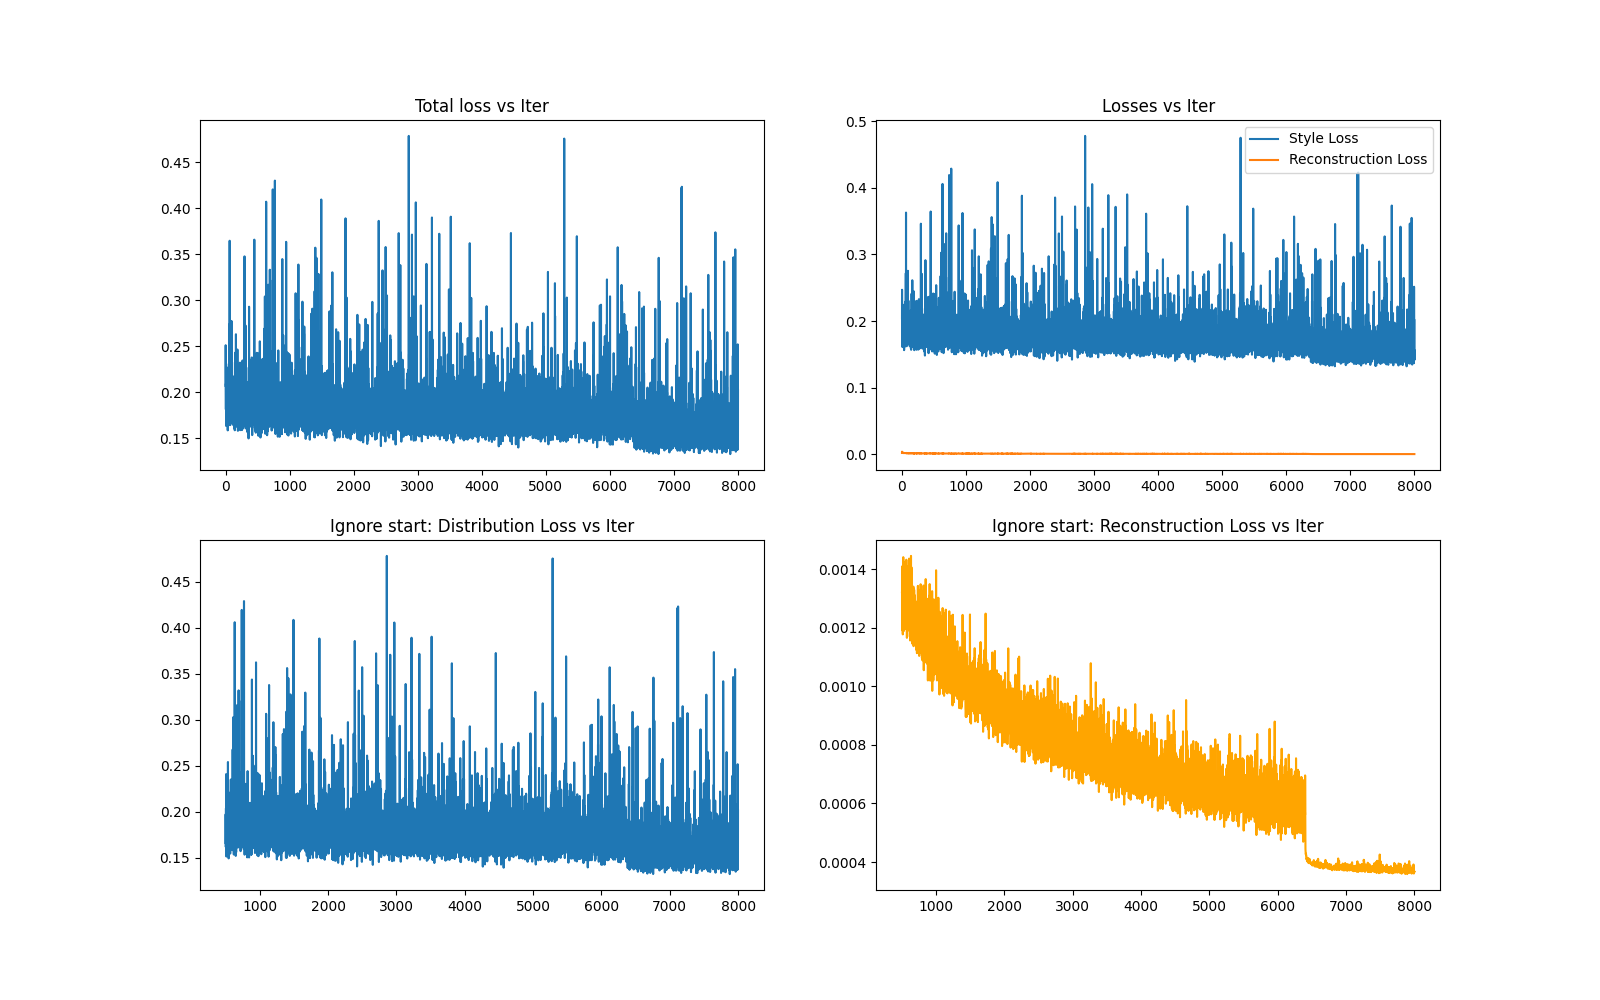 Total loss vs Iter
0.45
0.40
0.35
0.30
0.25
0.20
0.15
0 1000 2000 3000 4000 5000 6000 7000 8000
Losses vs Iter
0.5
0.4
0.3
0.2
0.1
0.0
Style Loss
Reconstruction Loss
0 1000 2000 3000 4000 5000 6000 7000 8000
Ignore start: Distribution Loss vs Iter
0.45
0.40
0.35
0.30
0.25
0.20
0.15
1000 2000 3000 4000 5000 6000 7000 8000
Ignore start: Reconstruction Loss vs Iter
0.0014
0.0012
0.0010
0.0008
0.0006
0.0004
1000 2000 3000 4000 5000 6000 7000 8000